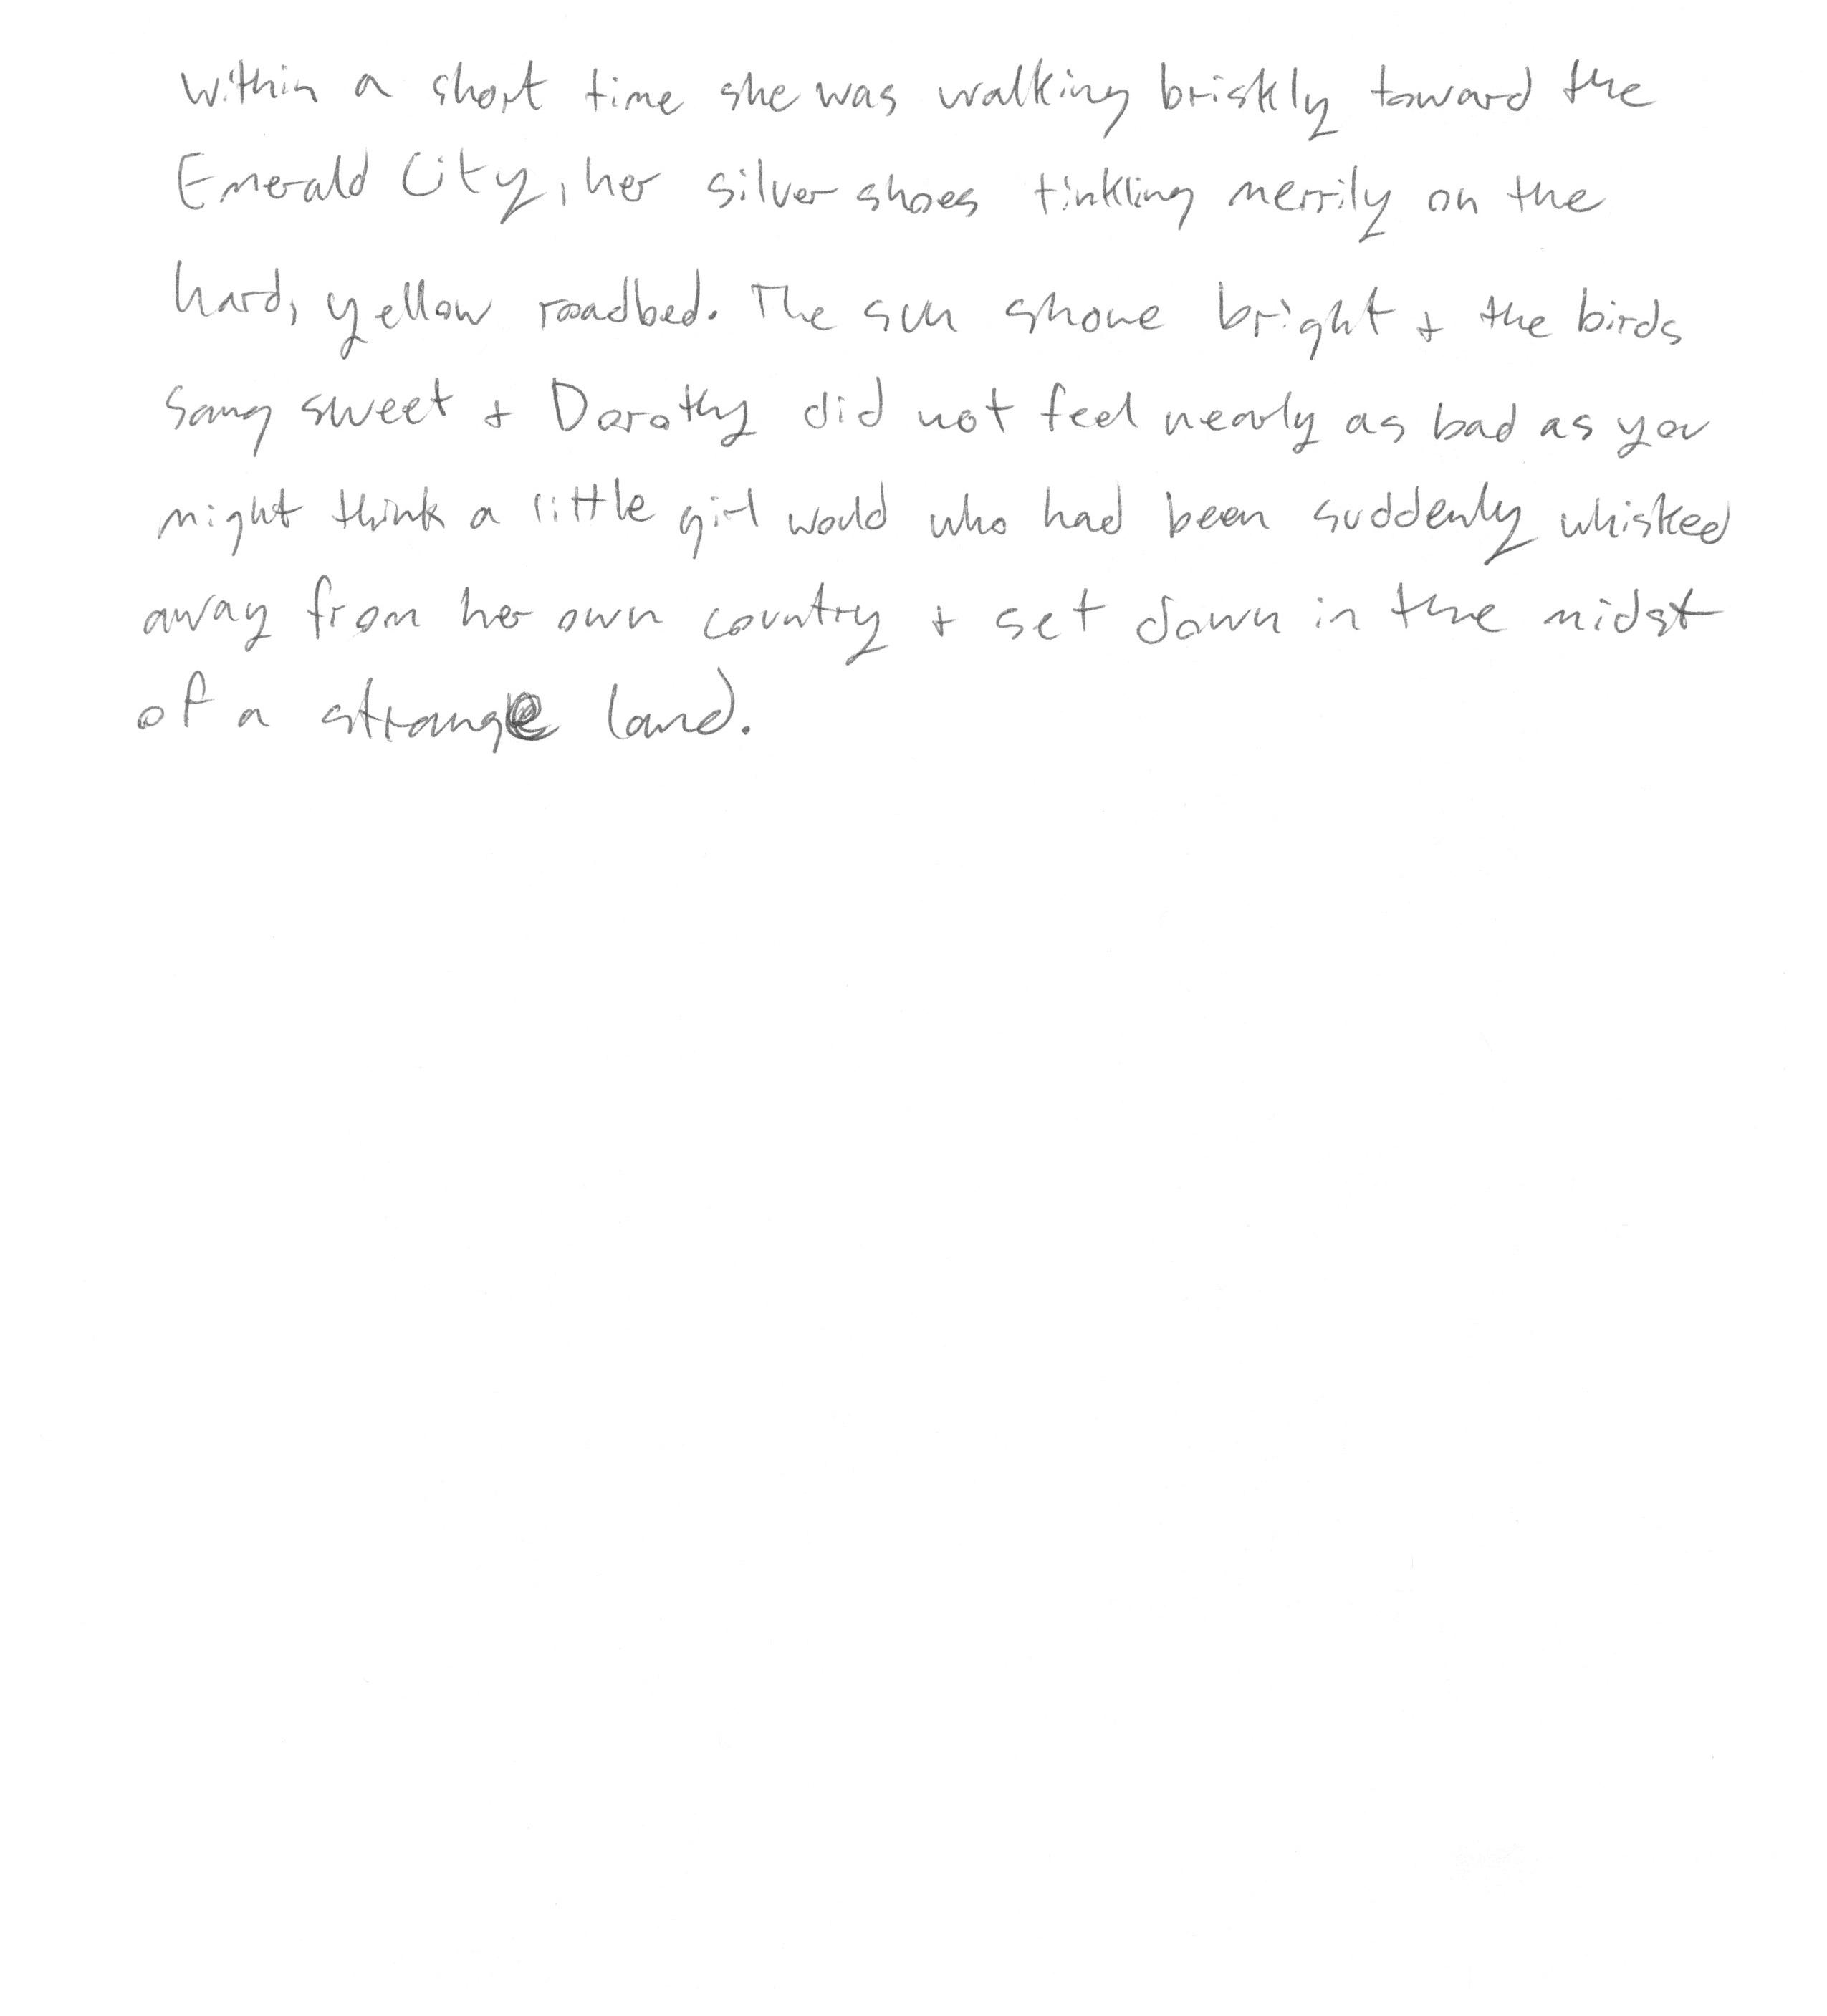 Within a short time she was walking briskly toward the
Emerald City, her silver shoes tinkling merrily on the
hard, yellow roadbed. The sun shone bright + the birds
sang sweet + Dorothy did not feel nearly as bad as you
might think a little girl would who had been suddenly whisked
away from her own country + set down in the midst
of a strange land.